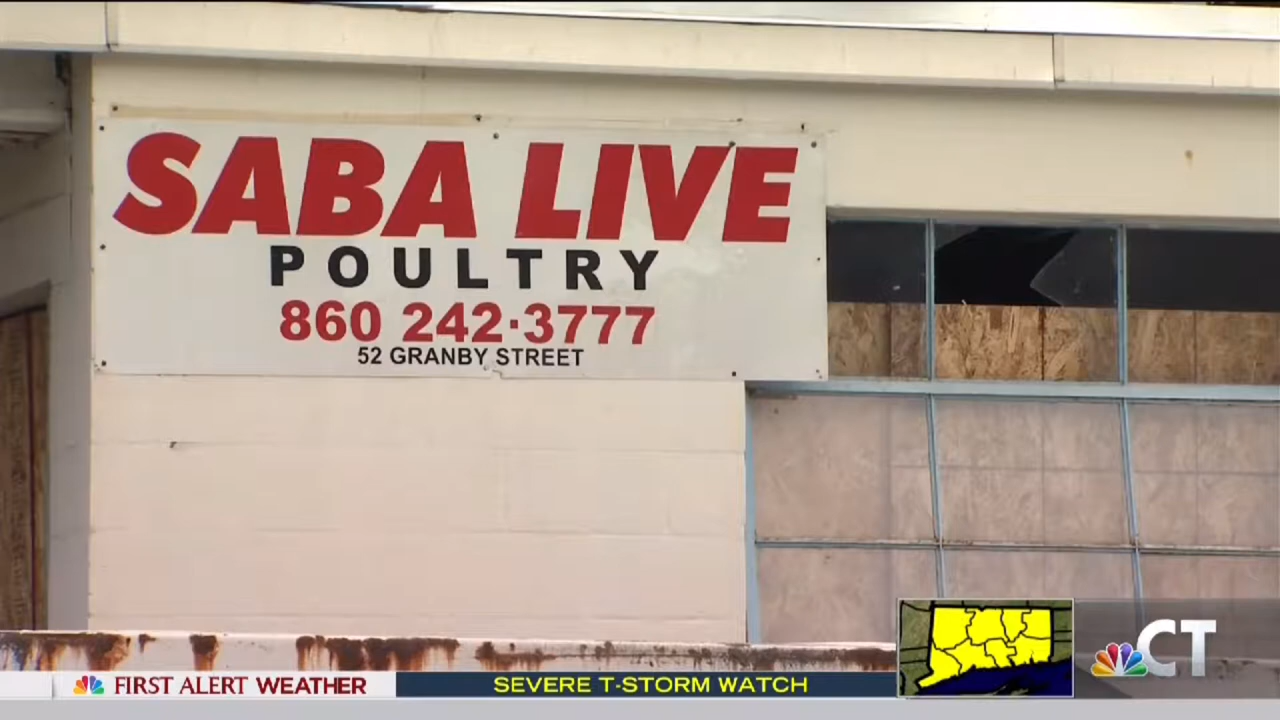 SABA LIVE
POULTRY
860 242·3777
52 GRANBY STREET
CT
FIRST ALERT WEATHER
SEVERE T-STORM WATCH